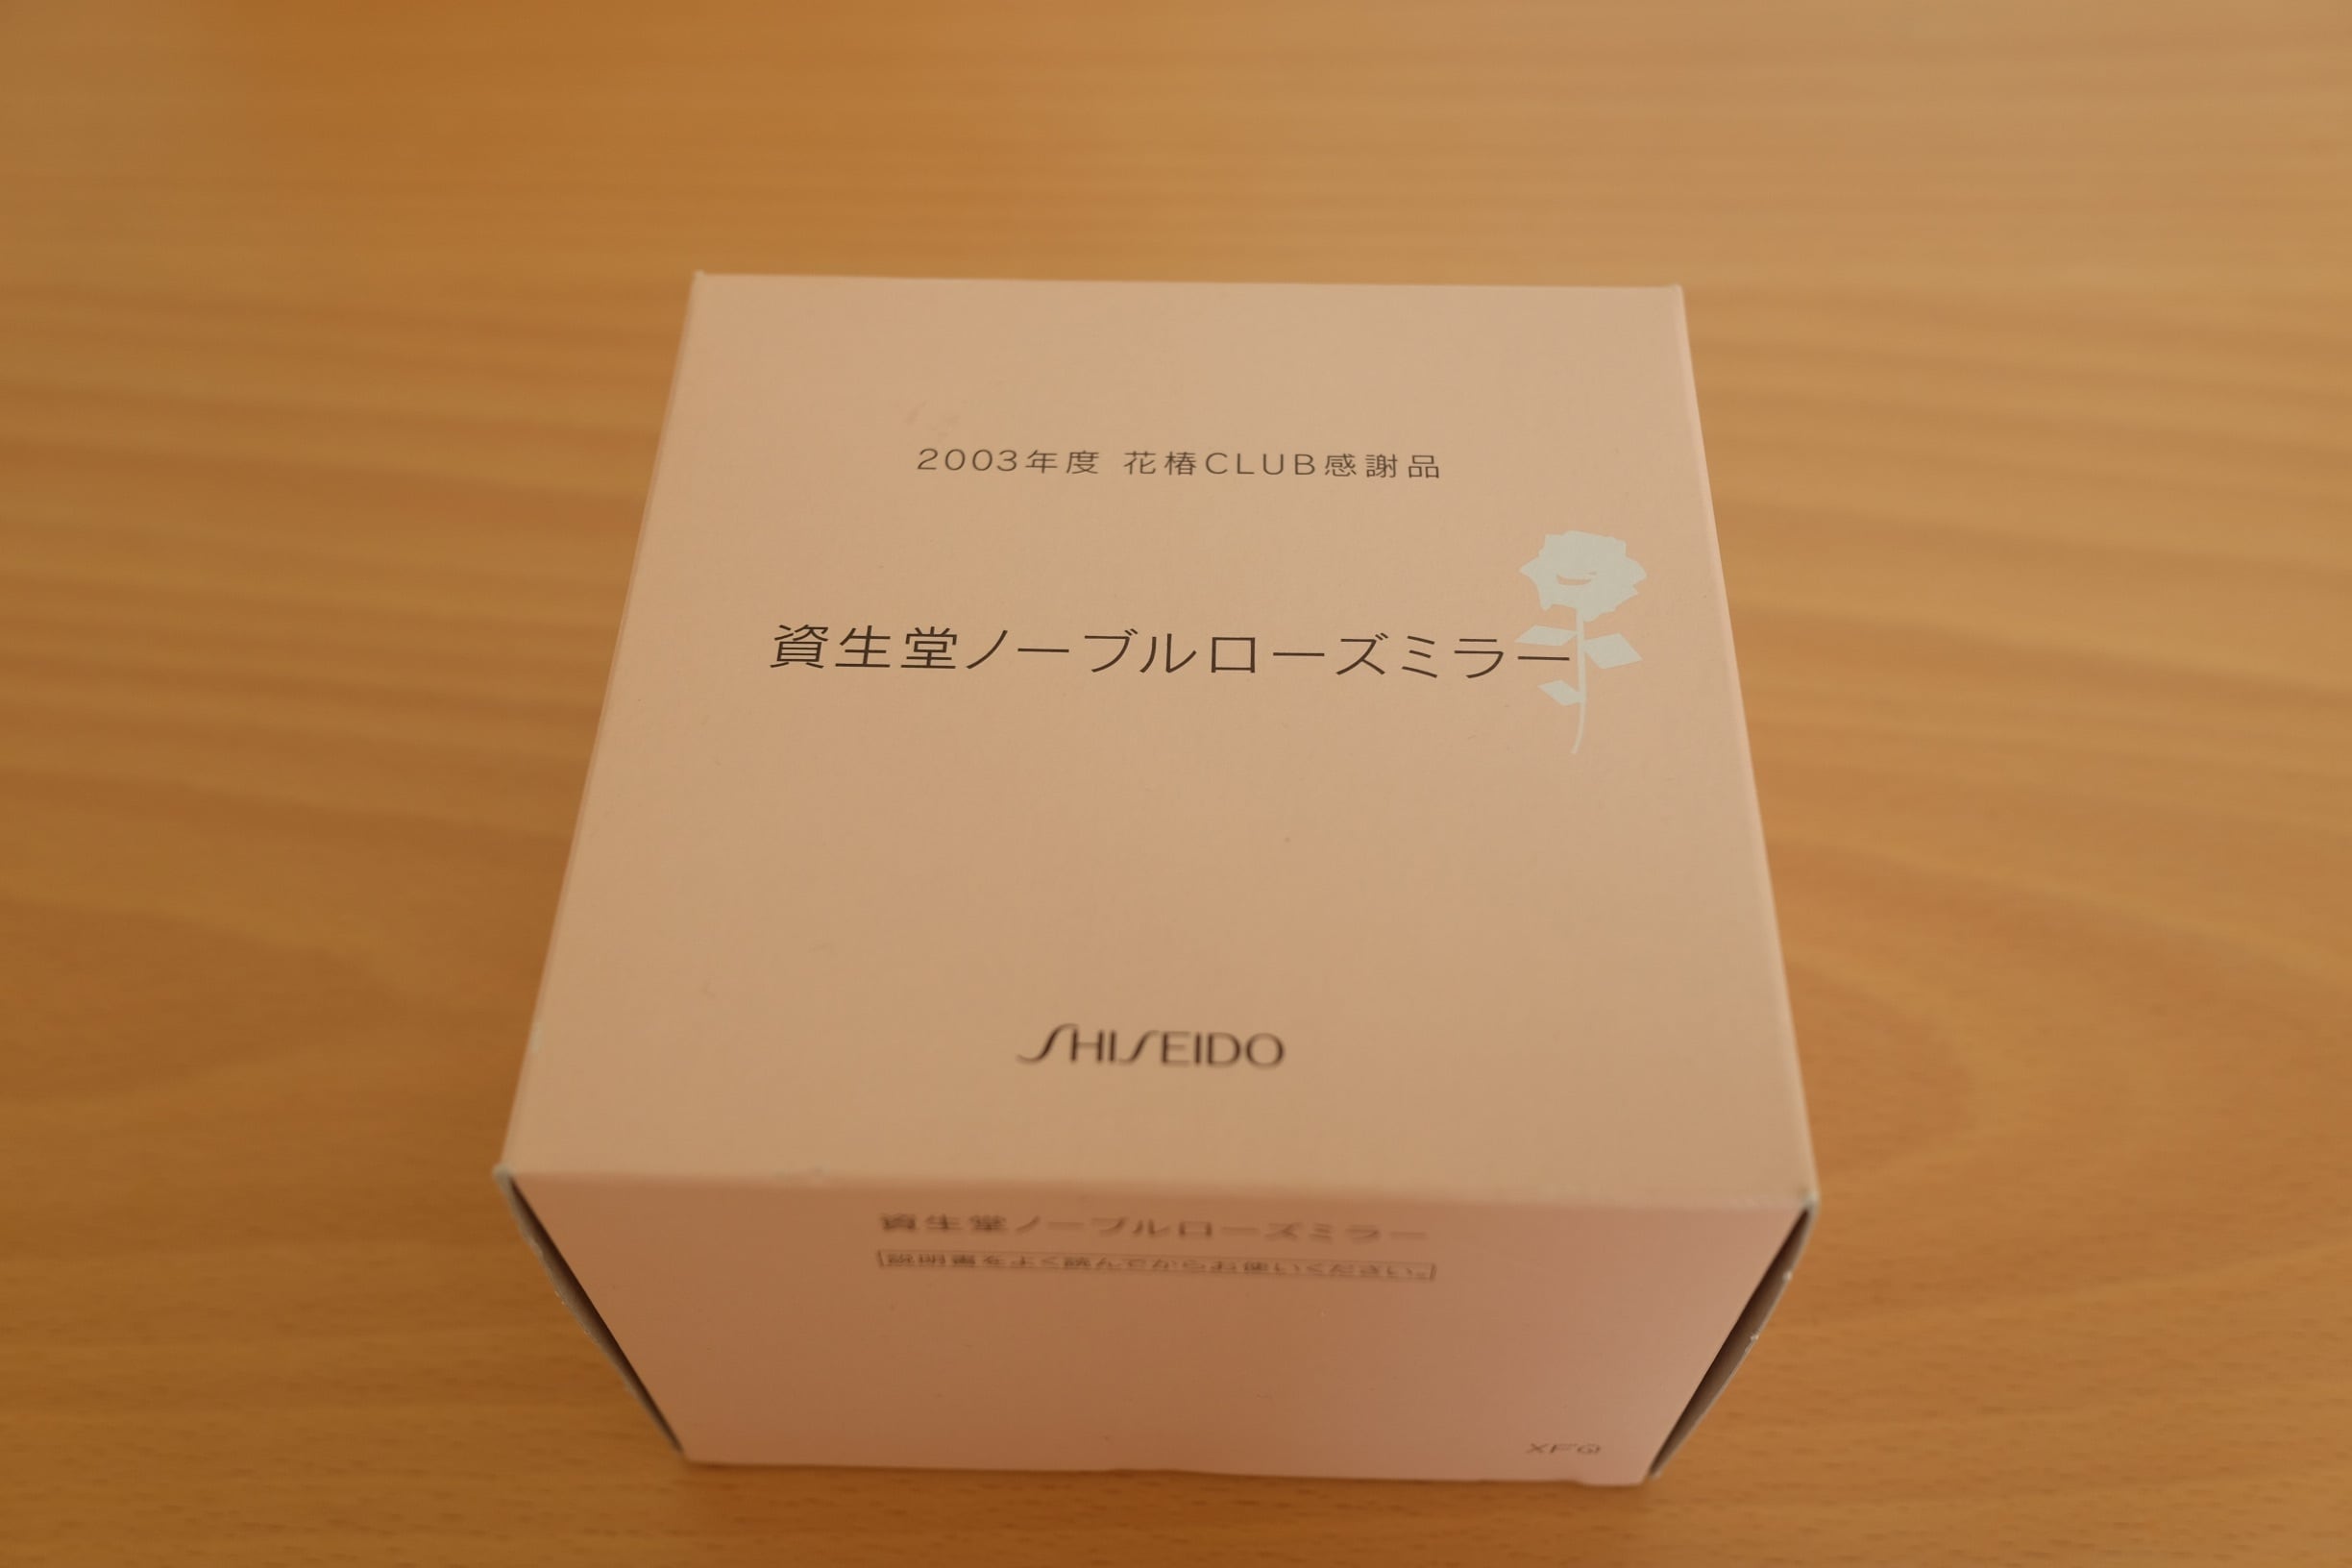 2003年度 花椿CLUB感謝品
資生堂ノーブルローズミラー
SHISEIDO
資生堂ノーブルローズミラー
説明書をよく読んでからお使いください。